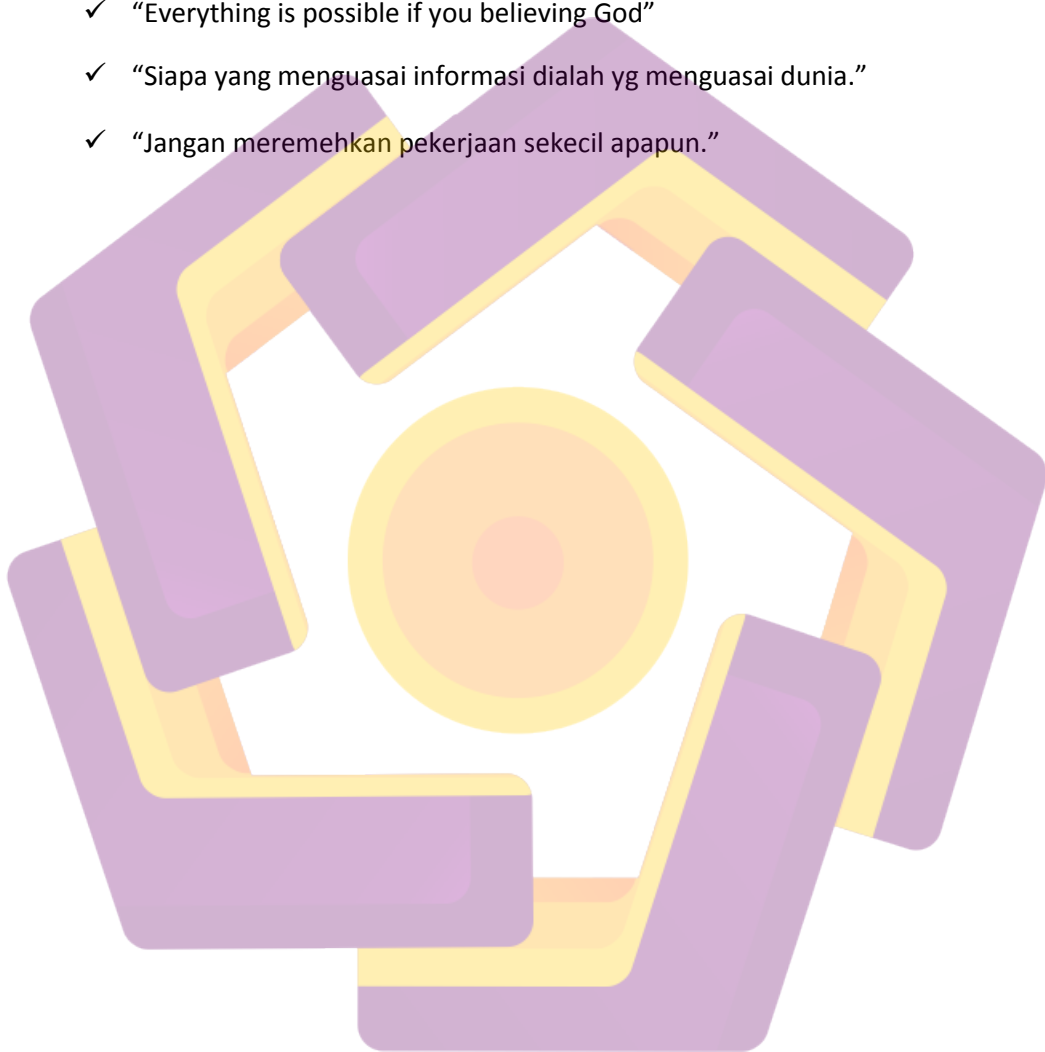 ✓ “Everything is possible if you believing God”
✓ “Siapa yang menguasai informasi dialah yg menguasai dunia.”
✓ “Jangan meremehkan pekerjaan sekecil apapun.”